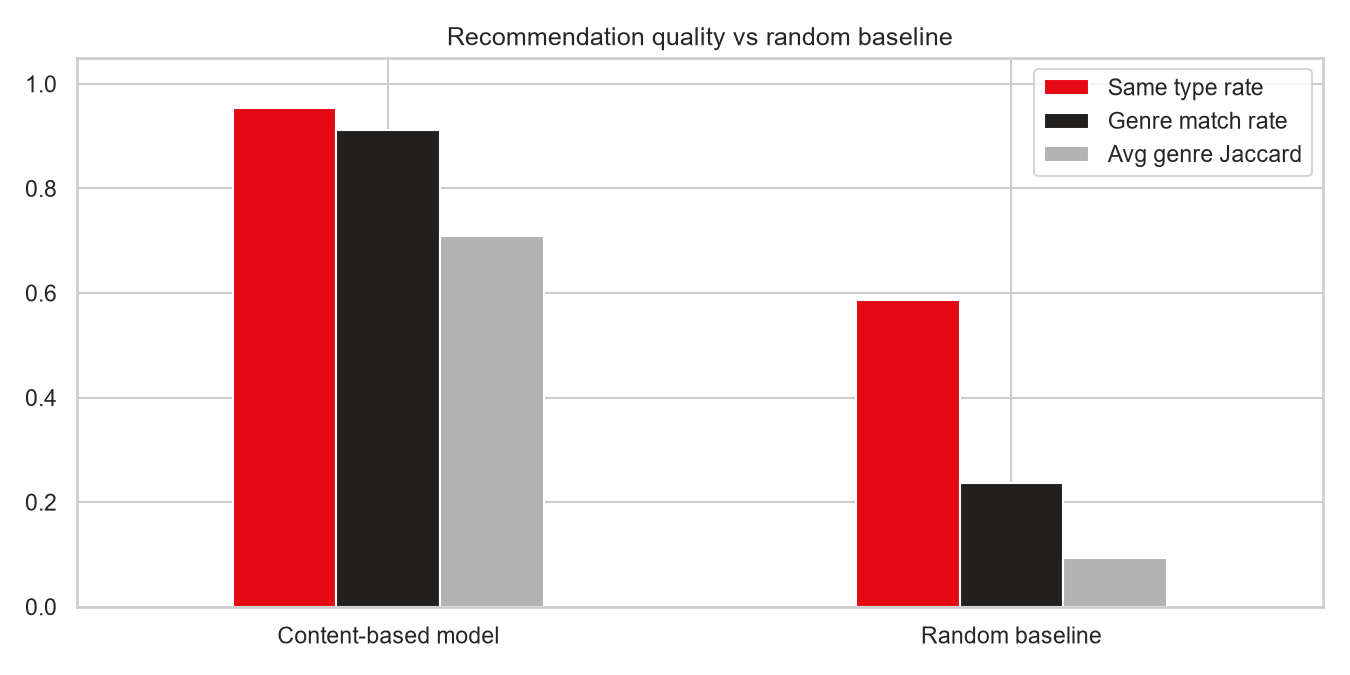 Recommendation quality vs random baseline
1.0
0.8
0.6
0.4
0.2
0.0
Same type rate
Genre match rate
Avg genre Jaccard
Content-based model
Random baseline